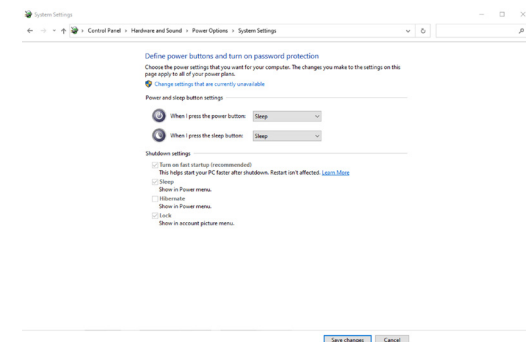 System Settings
Control Panel > Hardware and Sound > Power Options > System Settings
Define power buttons and turn on password protection
Choose the power settings that you want for your computer. The changes you make to the settings on this
page apply to all of your power plans.
Change settings that are currently unavailable
Power and sleep button settings
When I press the power button: Sleep
When I press the sleep button: Sleep
Shutdown settings
Turn on fast startup (recommended)
This helps start your PC faster after shutdown. Restart isn't affected. Learn More
Sleep
Show in Power menu.
Hibernate
Show in Power menu.
Lock
Show in account picture menu.
Save changes Cancel